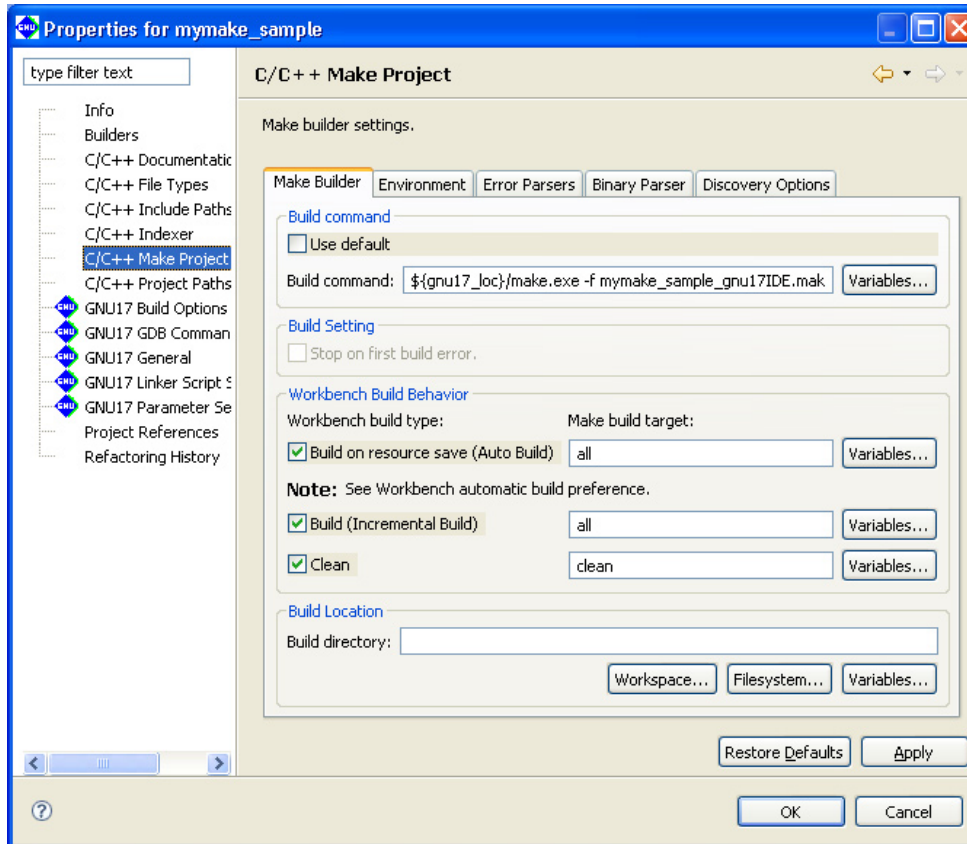 Properties for mymake_sample
type filter text
Info
Builders
C/C++ Documentatic
C/C++ File Types
C/C++ Include Paths
C/C++ Indexer
C/C++ Make Project
C/C++ Project Paths
GNU17 Build Options
GNU17 GDB Comman
GNU17 General
GNU17 Linker Script S
GNU17 Parameter Se
Project References
Refactoring History
C/C++ Make Project
Make builder settings.
Make Builder Environment Error Parsers Binary Parser Discovery Options
Build command
Use default
Build command: ${gnu17_loc}/make.exe -f mymake_sample_gnu17IDE.mak Variables...
Build Setting
Stop on first build error.
Workbench Build Behavior
Workbench build type: Make build target:
Build on resource save (Auto Build) all Variables...
Note: See Workbench automatic build preference.
Build (Incremental Build) all Variables...
Clean clean Variables...
Build Location
Build directory:
Workspace... Filesystem... Variables...
Restore Defaults Apply
OK Cancel